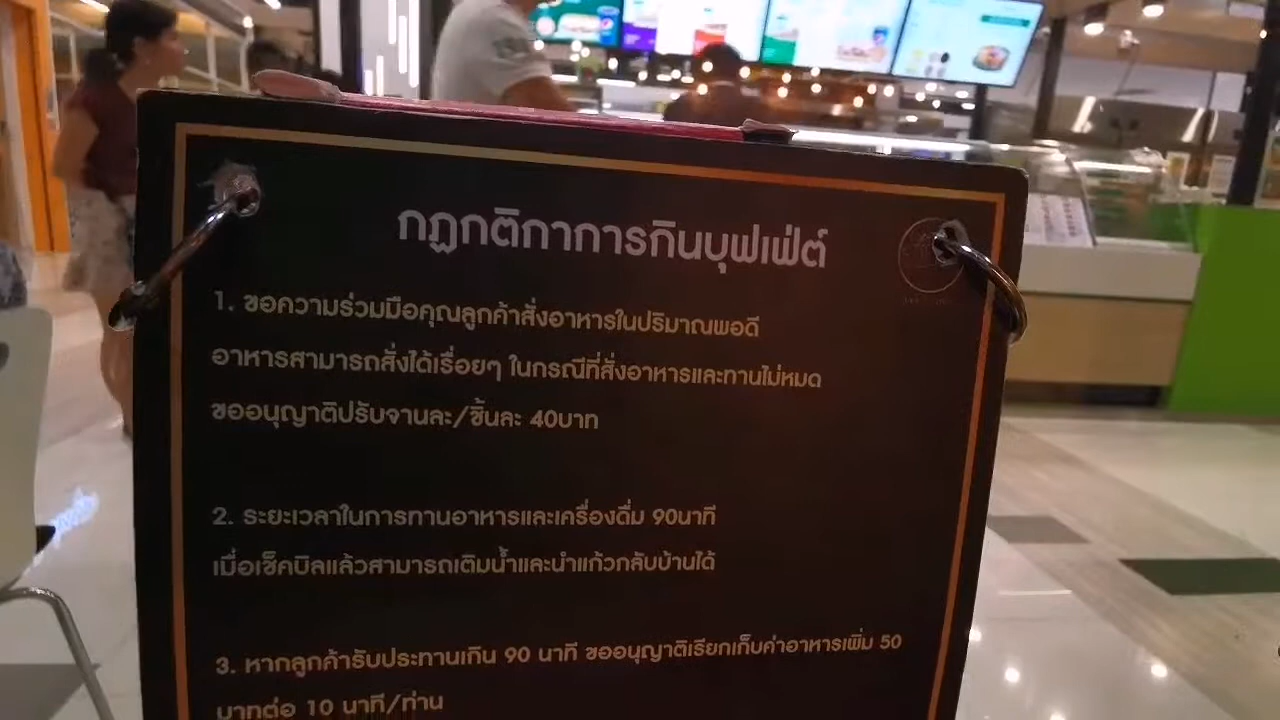 กฏกติกาการกินบุฟเฟ่ต์
1. ขอความร่วมมือคุณลูกค้าสั่งอาหารในปริมาณพอดี
อาหารสามารถสั่งได้เรื่อยๆ ในกรณีที่สั่งอาหารและทานไม่หมด
ขออนุญาติปรับจานละ/ชิ้นละ 40บาท
2. ระยะเวลาในการทานอาหารและเครื่องดื่ม 90นาที
เมื่อเช็คบิลแล้วสามารถเติมน้ำและนำแก้วกลับบ้านได้
3. หากลูกค้ารับประทานเกิน 90 นาที ขออนุญาติเรียกเก็บค่าอาหารเพิ่ม 50
บาทต่อ 10 นาที/ท่าน